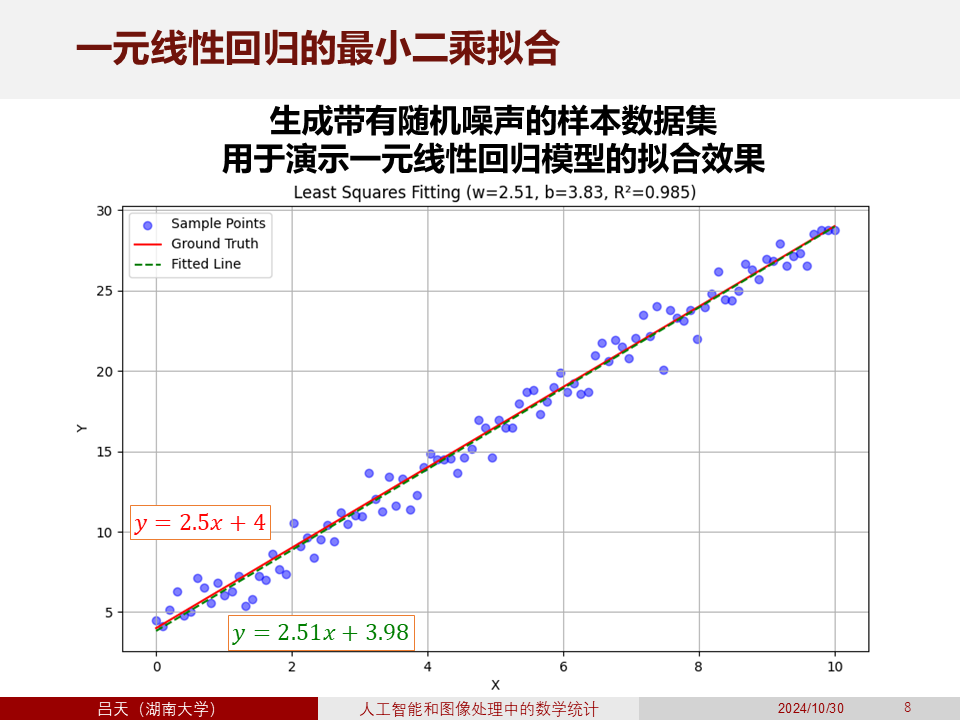 一元线性回归的最小二乘拟合
生成带有随机噪声的样本数据集
用于演示一元线性回归模型的拟合效果
Least Squares Fitting (w=2.51, b=3.83, R²=0.985)
Sample Points
Ground Truth
Fitted Line
30
25
20
15
10
5
Y
y = 2.5x + 4
y = 2.51x + 3.98
0 2 4 6 8 10
X
吕天（湖南大学） 人工智能和图像处理中的数学统计 2024/10/30 8